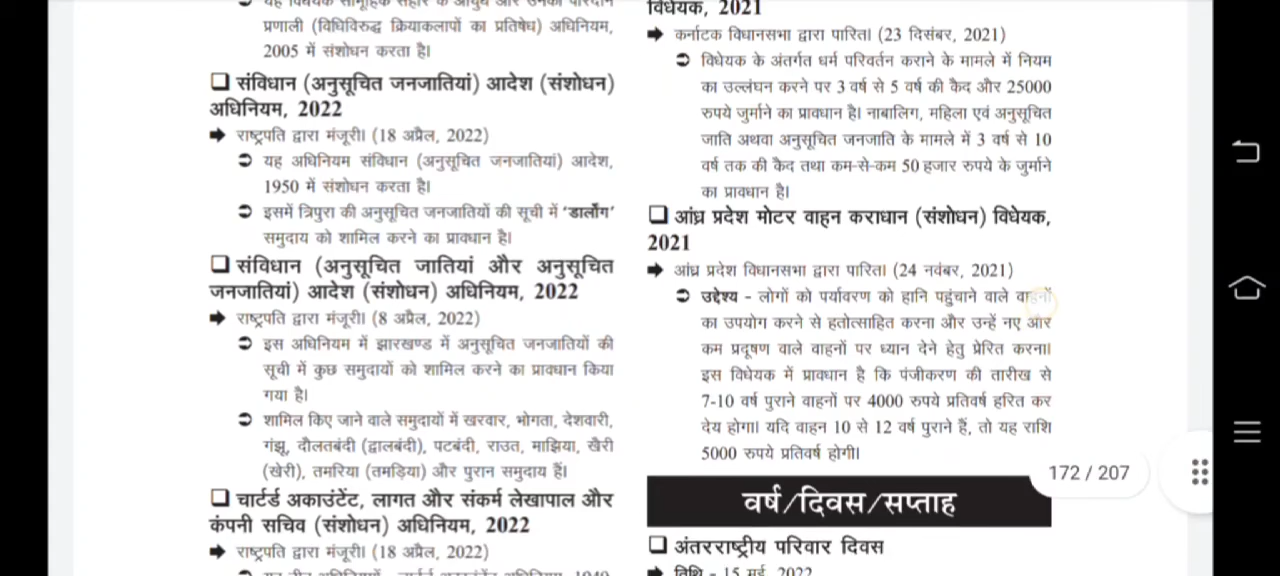 यह विधेयक सामूहिक संहार के आयुध और उनकी परिदान
प्रणाली (विधिविरुद्ध क्रियाकलापों का प्रतिषेध) अधिनियम,
2005 में संशोधन करता है।
❑ संविधान (अनुसूचित जनजातियां) आदेश (संशोधन)
अधिनियम, 2022
राष्ट्रपति द्वारा मंजूरी। (18 अप्रैल, 2022)
यह अधिनियम संविधान (अनुसूचित जनजातियां) आदेश,
1950 में संशोधन करता है।
इसमें त्रिपुरा की अनुसूचित जनजातियों की सूची में 'डार्लोंग'
समुदाय को शामिल करने का प्रावधान है।
❑ संविधान (अनुसूचित जातियां और अनुसूचित
जनजातियां) आदेश (संशोधन) अधिनियम, 2022
राष्ट्रपति द्वारा मंजूरी। (8 अप्रैल, 2022)
इस अधिनियम में झारखण्ड में अनुसूचित जनजातियों की
सूची में कुछ समुदायों को शामिल करने का प्रावधान किया
गया है।
शामिल किए जाने वाले समुदायों में खरवार, भोगता, देशवारी,
गंझू, दौलतबंदी (द्वालबंदी), पटबंदी, राउत, माझिया, खैरी
(खेरी), तमरिया (तमड़िया) और पुरान समुदाय हैं।
❑ चार्टर्ड अकाउंटेंट, लागत और संकर्म लेखापाल और
कंपनी सचिव (संशोधन) अधिनियम, 2022
राष्ट्रपति द्वारा मंजूरी। (18 अप्रैल, 2022)
विधेयक, 2021
कर्नाटक विधानसभा द्वारा पारित। (23 दिसंबर, 2021)
विधेयक के अंतर्गत धर्म परिवर्तन कराने के मामले में नियम
का उल्लंघन करने पर 3 वर्ष से 5 वर्ष की कैद और 25000
रुपये जुर्माने का प्रावधान है। नाबालिग, महिला एवं अनुसूचित
जाति अथवा अनुसूचित जनजाति के मामले में 3 वर्ष से 10
वर्ष तक की कैद तथा कम-से-कम 50 हजार रुपये के जुर्माने
का प्रावधान है।
❑ आंध्र प्रदेश मोटर वाहन कराधान (संशोधन) विधेयक,
2021
आंध्र प्रदेश विधानसभा द्वारा पारित। (24 नवंबर, 2021)
उद्देश्य - लोगों को पर्यावरण को हानि पहुंचाने वाले वाहनों
का उपयोग करने से हतोत्साहित करना और उन्हें नए और
कम प्रदूषण वाले वाहनों पर ध्यान देने हेतु प्रेरित करना।
इस विधेयक में प्रावधान है कि पंजीकरण की तारीख से
7-10 वर्ष पुराने वाहनों पर 4000 रुपये प्रतिवर्ष हरित कर
देय होगा। यदि वाहन 10 से 12 वर्ष पुराने हैं, तो यह राशि
5000 रुपये प्रतिवर्ष होगी।
172 / 207
वर्ष/दिवस/सप्ताह
❑ अंतरराष्ट्रीय परिवार दिवस
तिथि - 15 मई, 2022